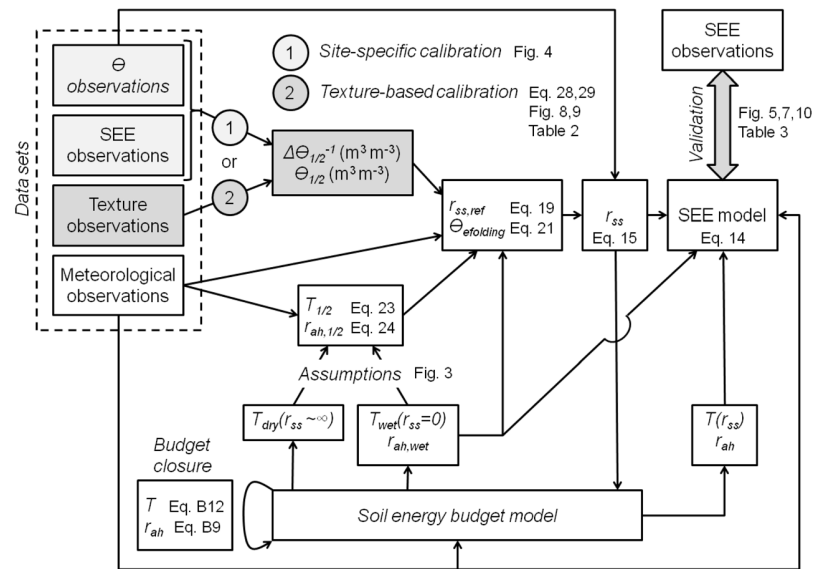 Data sets
Θ
observations
SEE
observations
Texture
observations
Meteorological
observations
1
or
2
1 Site-specific calibration Fig. 4
2 Texture-based calibration Eq. 28,29
Fig. 8,9
Table 2
ΔΘ1/2⁻¹ (m³ m⁻³)
Θ1/2 (m³ m⁻³)
SEE
observations
Validation
Fig. 5,7,10
Table 3
rss,ref Eq. 19
Θefolding Eq. 21
rss
Eq. 15
SEE model
Eq. 14
T1/2 Eq. 23
rah,1/2 Eq. 24
Assumptions Fig. 3
Tdry(rss~∞)
Twet(rss=0)
rah,wet
T(rss)
rah
Budget
closure
T Eq. B12
rah Eq. B9
Soil energy budget model